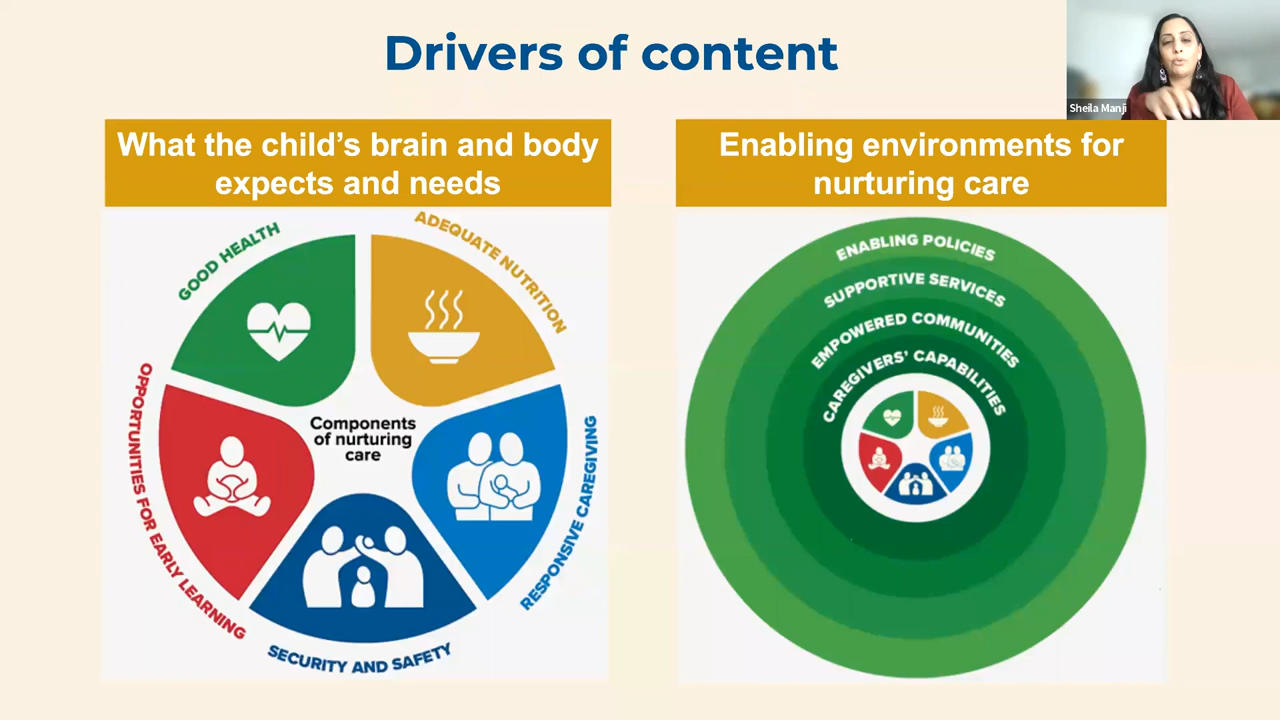 Drivers of content
Sheila Manji
What the child's brain and body
expects and needs
Enabling environments for
nurturing care
GOOD HEALTH
ADEQUATE NUTRITION
OPPORTUNITIES FOR EARLY LEARNING
Components
of nurturing
care
RESPONSIVE CAREGIVING
SECURITY AND SAFETY
ENABLING POLICIES
SUPPORTIVE SERVICES
EMPOWERED COMMUNITIES
CAREGIVERS' CAPABILITIES